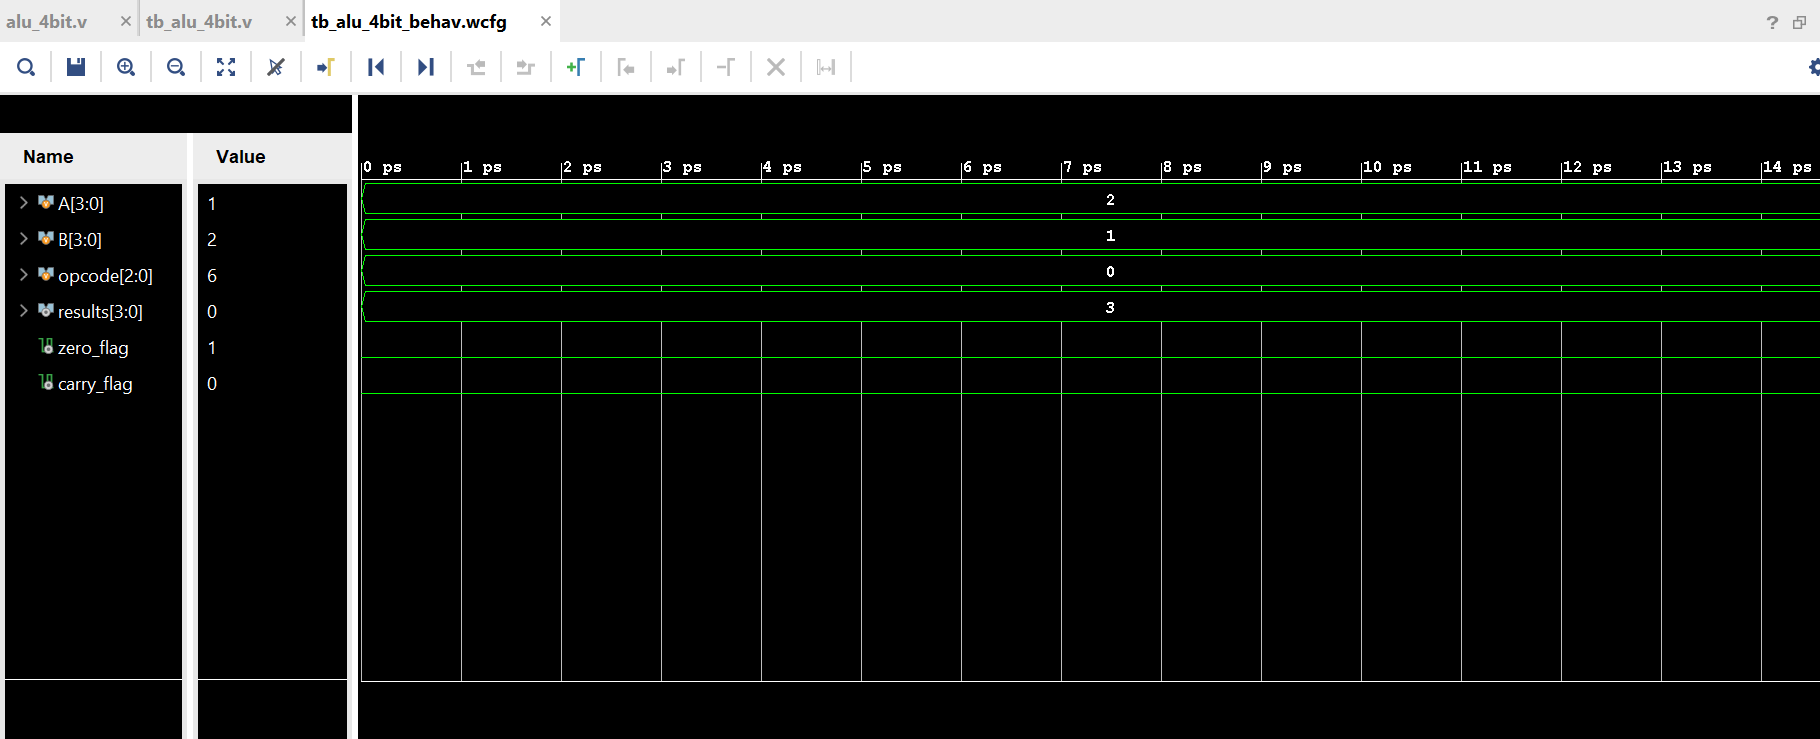 alu_4bit.v × tb_alu_4bit.v × tb_alu_4bit_behav.wcfg × ?
Name Value
0 ps 1 ps 2 ps 3 ps 4 ps 5 ps 6 ps 7 ps 8 ps 9 ps 10 ps 11 ps 12 ps 13 ps 14 ps
A[3:0] 1 2
B[3:0] 2 1
opcode[2:0] 6 0
results[3:0] 0 3
zero_flag 1
carry_flag 0